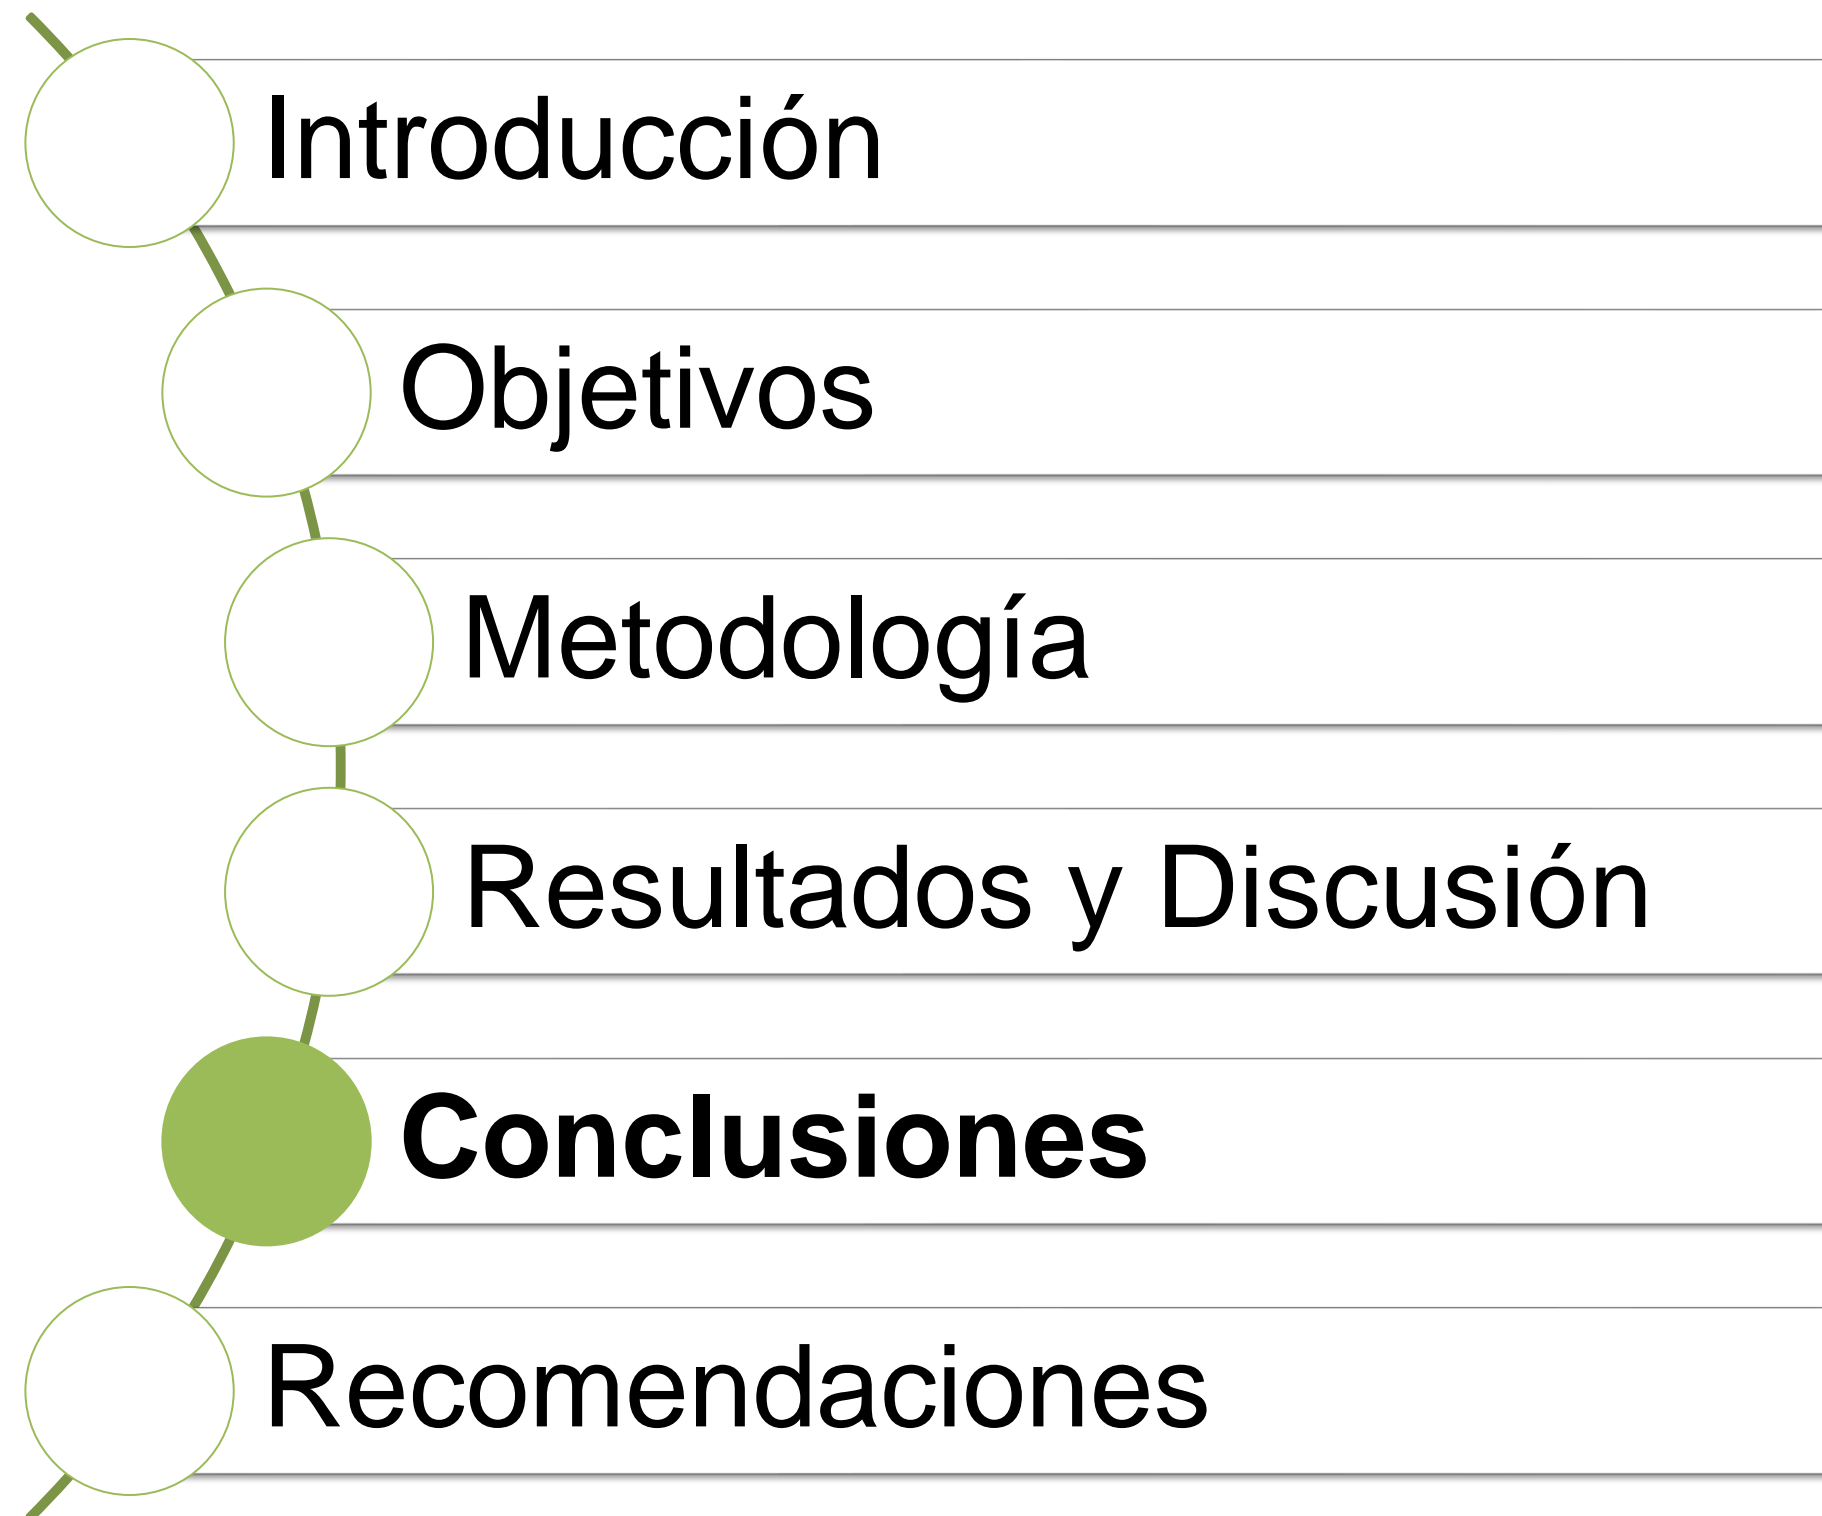 Introducción
Objetivos
Metodología
Resultados y Discusión
Conclusiones
Recomendaciones